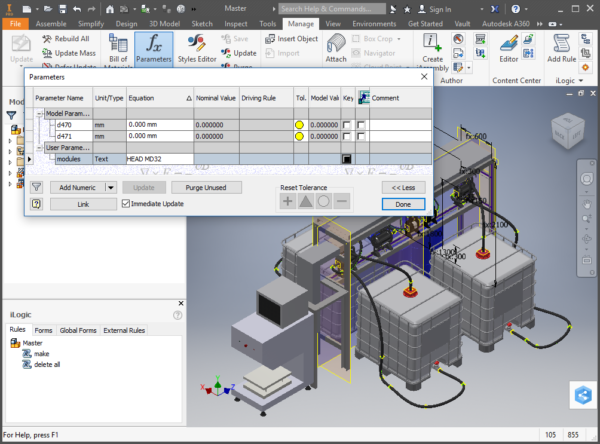 I PRO
Save
Master
Search Help & Commands...
Sign In
File Assemble Simplify Design 3D Model Sketch Inspect Tools Manage View Environments Get Started Vault Autodesk A360
Update
Rebuild All
Update Mass
Defer Update
Bill of Materials
fx
Parameters
Styles Editor
Save
Update
Purge
Insert Object
Import
Attach
Box Crop
Navigator
Create Assembly
Author
Editor
Content Center
Add Rule
iLogic
Parameters
Parameter Name Unit/Type Equation Nominal Value Driving Rule Tol. Model Val Key Comment
Model Param...
d470 mm 0.000 mm 0.000000 0.000000
d471 mm 0.000 mm 0.000000 0.000000
User Parame...
modules Text HEAD MD32
Add Numeric
Update
Purge Unused
Reset Tolerance
<< Less
Link
Immediate Update
Done
fx:600
iLogic
Rules Forms Global Forms External Rules
Master
make
delete all
X
Y
Z
For Help, press F1
105 855